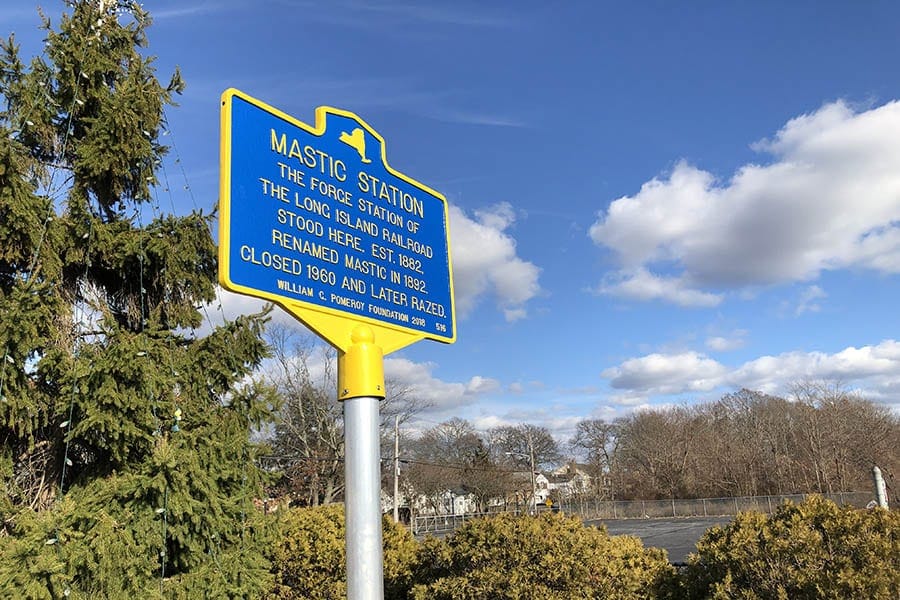 MASTIC STATION
THE FORGE STATION OF
THE LONG ISLAND RAILROAD
STOOD HERE. EST. 1882.
RENAMED MASTIC IN 1892.
CLOSED 1960 AND LATER RAZED.
WILLIAM G. POMEROY FOUNDATION 2018 516